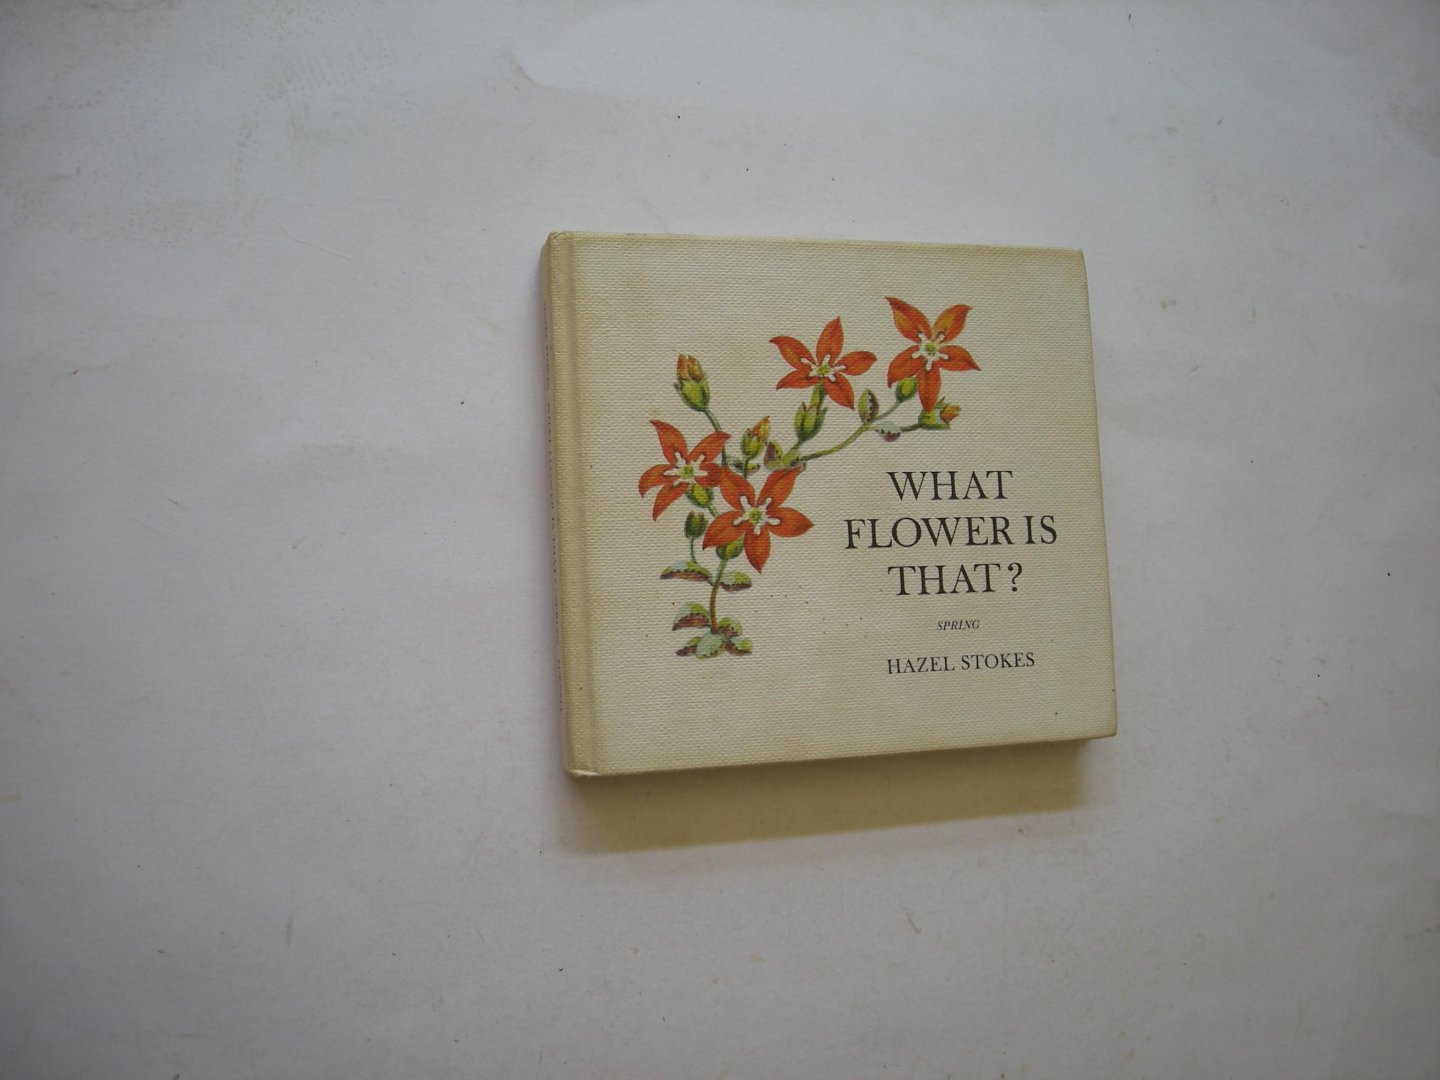 WHAT
FLOWER IS
THAT?
SPRING
HAZEL STOKES